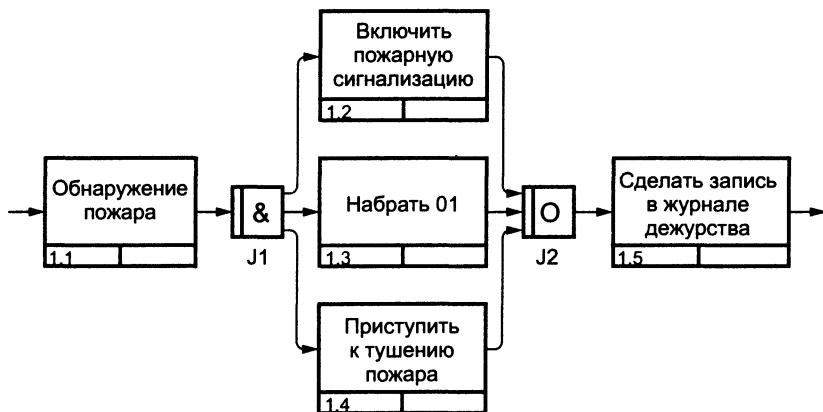 Включить
пожарную
сигнализацию
1.2
Обнаружение
пожара
1.1
&
J1
Набрать 01
1.3
O
J2
Сделать запись
в журнале
дежурства
1.5
Приступить
к тушению
пожара
1.4